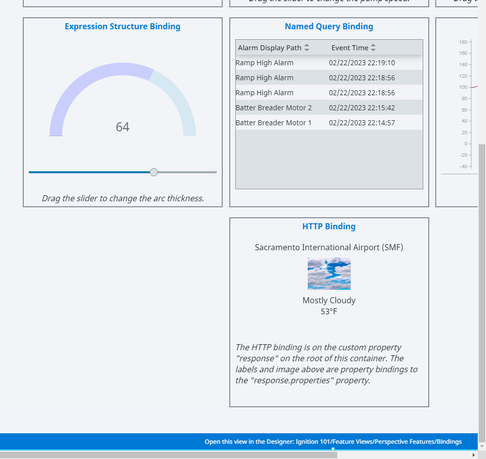 Drag the slider to change the pump speed.
Expression Structure Binding
64
Drag the slider to change the arc thickness.
Named Query Binding
Alarm Display Path Event Time
Ramp High Alarm 02/22/2023 22:19:10
Ramp High Alarm 02/22/2023 22:18:56
Ramp High Alarm 02/22/2023 22:18:56
Batter Breader Motor 2 02/22/2023 22:15:42
Batter Breader Motor 1 02/22/2023 22:14:57
180
160
140
120
100
80
60
40
20
0
-20
-40
HTTP Binding
Sacramento International Airport (SMF)
Mostly Cloudy
53°F
The HTTP binding is on the custom property
"response" on the root of this container. The
labels and image above are property bindings to
the "response.properties" property.
Open this view in the Designer: Ignition 101/Feature Views/Perspective Features/Bindings